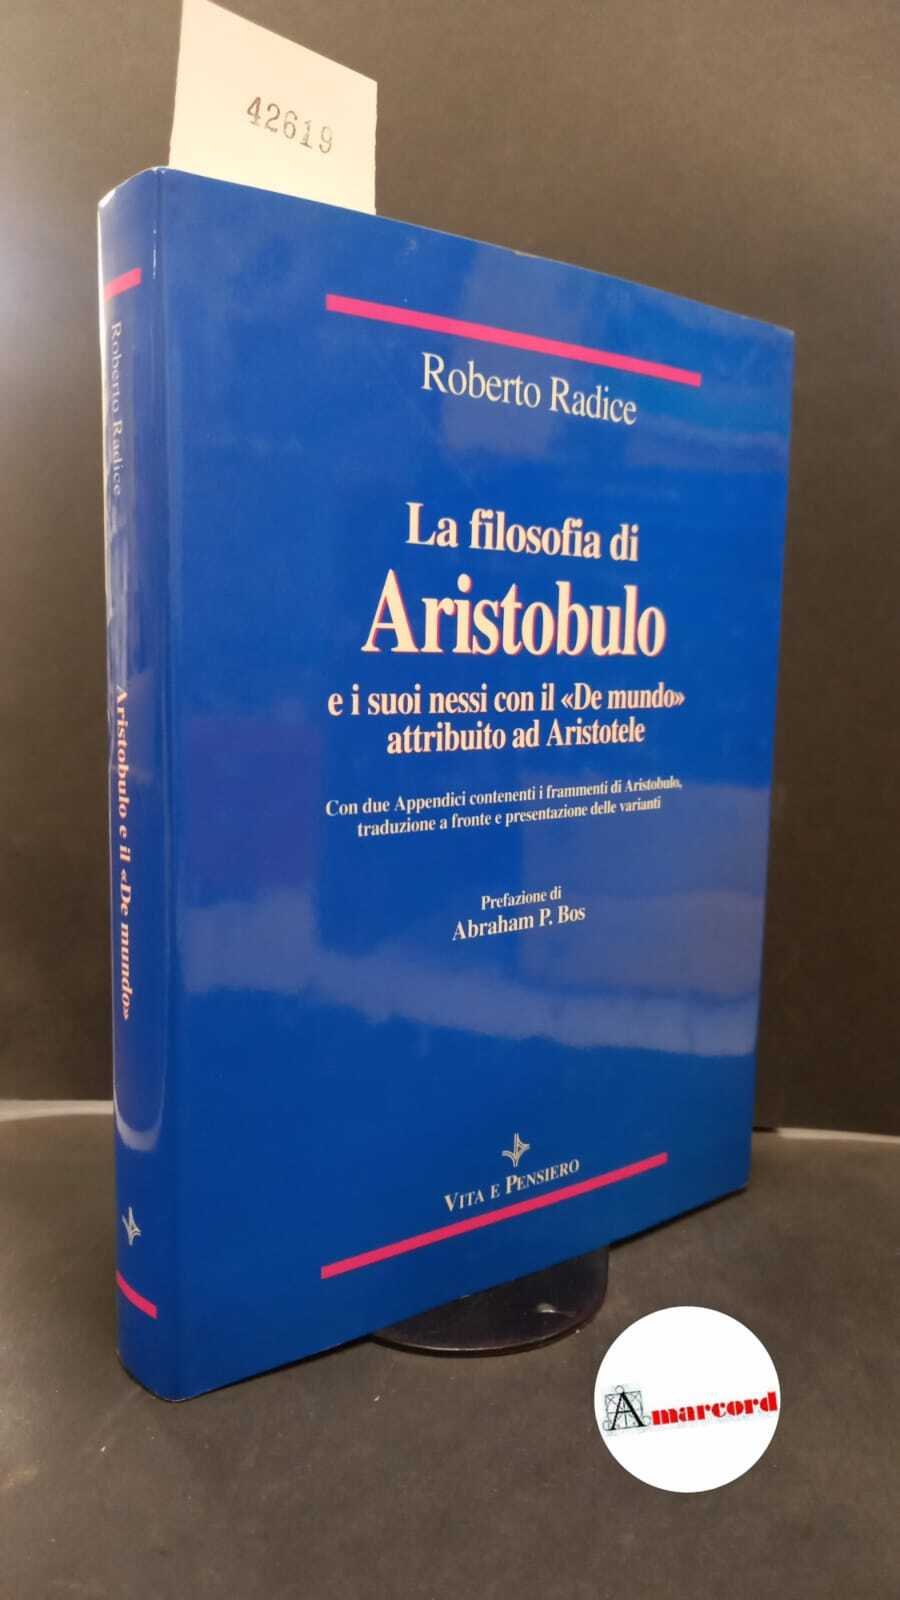 42619
Roberto Radice
La filosofia di
Aristobulo
e i suoi nessi con il «De mundo»
attribuito ad Aristotele
Con due Appendici contenenti i frammenti di Aristobulo,
traduzione a fronte e presentazione delle varianti
Prefazione di
Abraham P. Bos
VITA E PENSIERO
Roberto Radice
Aristobulo e il «De mundo»
Amarcord